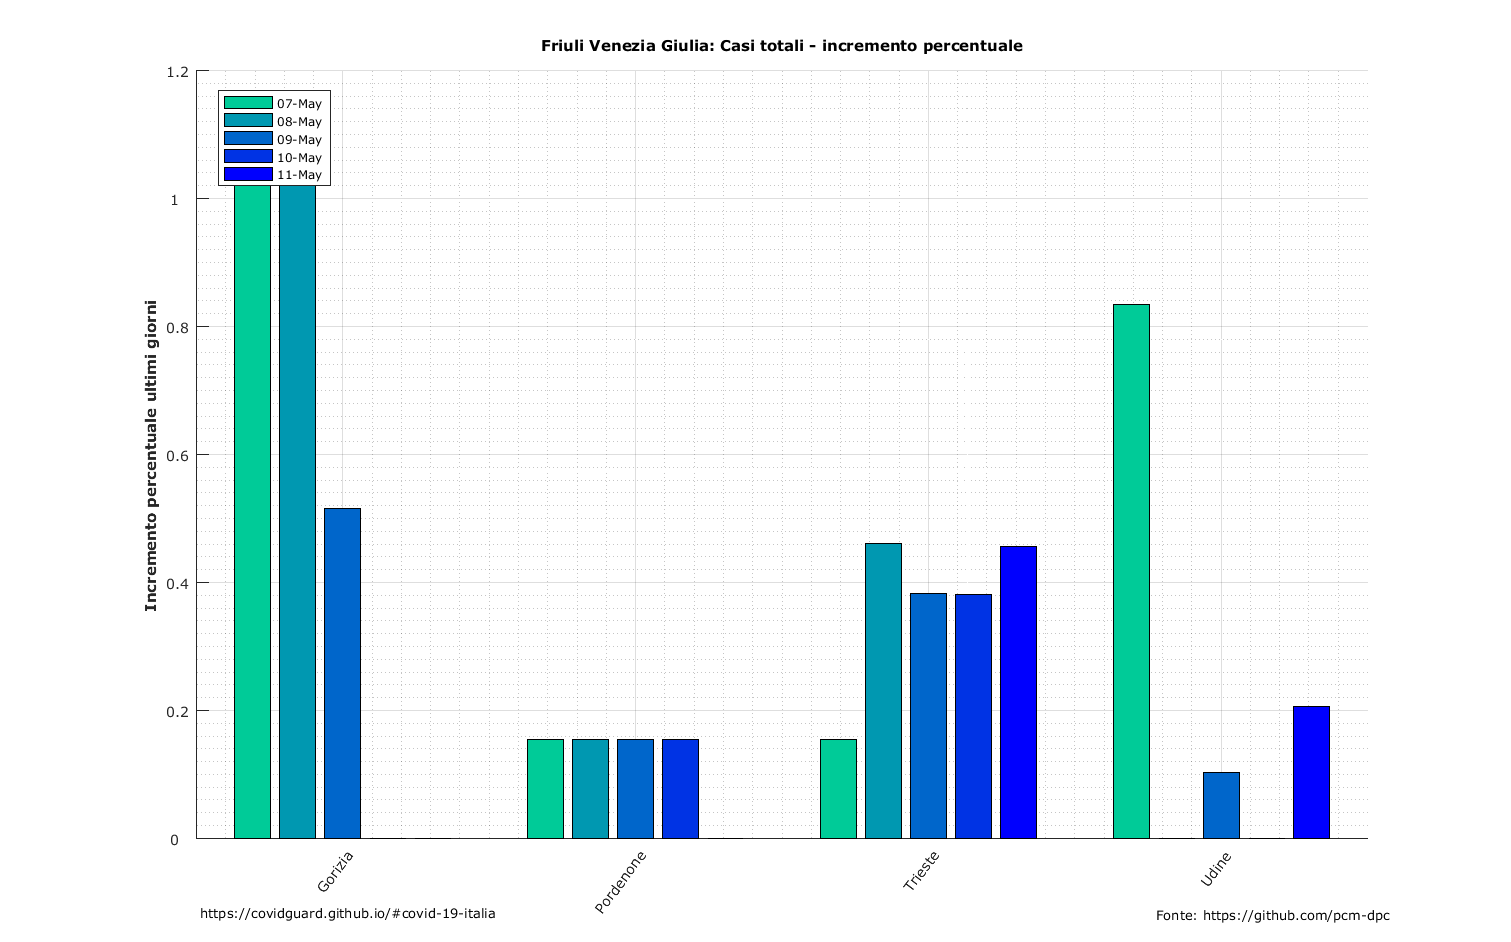 Friuli Venezia Giulia: Casi totali - incremento percentuale
Incremento percentuale ultimi giorni
1.2
1
0.8
0.6
0.4
0.2
0
07-May
08-May
09-May
10-May
11-May
Gorizia
Pordenone
Trieste
Udine
https://covidguard.github.io/#covid-19-italia
Fonte: https://github.com/pcm-dpc